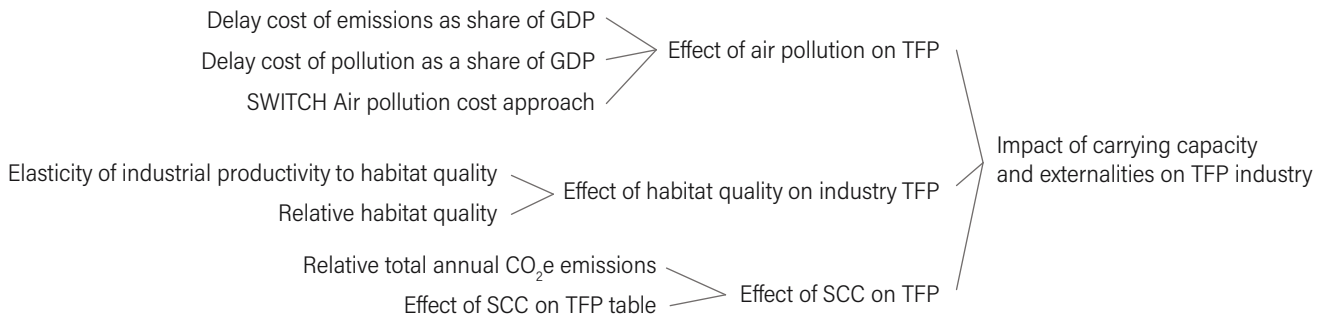 Delay cost of emissions as share of GDP
Delay cost of pollution as a share of GDP
SWITCH Air pollution cost approach
Effect of air pollution on TFP
Elasticity of industrial productivity to habitat quality
Relative habitat quality
Effect of habitat quality on industry TFP
Relative total annual CO₂e emissions
Effect of SCC on TFP table
Effect of SCC on TFP
Impact of carrying capacity
and externalities on TFP industry